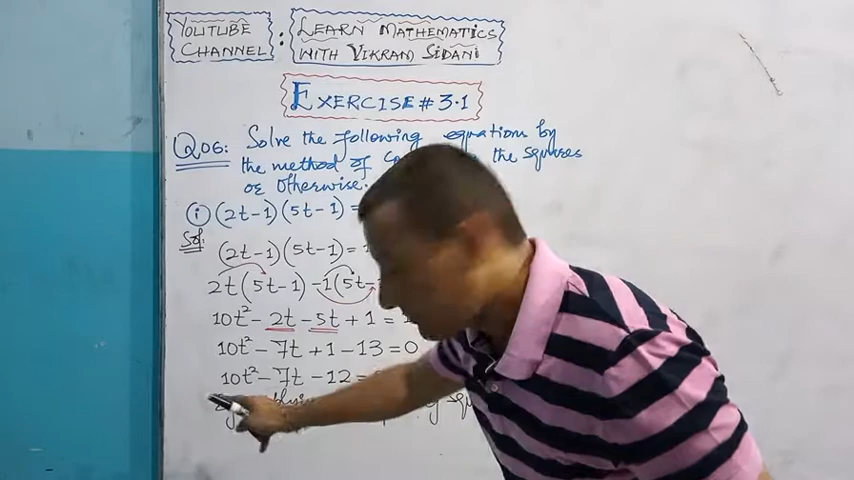 YOUTUBE CHANNEL : LEARN MATHEMATICS WITH VIKRAM SIDANI
EXERCISE # 3.1
Q06: Solve the following equations by
the method of the squares
or otherwise.
i (2t-1)(5t-1)=
Sol: (2t-1)(5t-1)=
2t(5t-1)-1(5t-
10t²-2t-5t+1=
10t²-7t+1-13=0
10t²-7t-12=